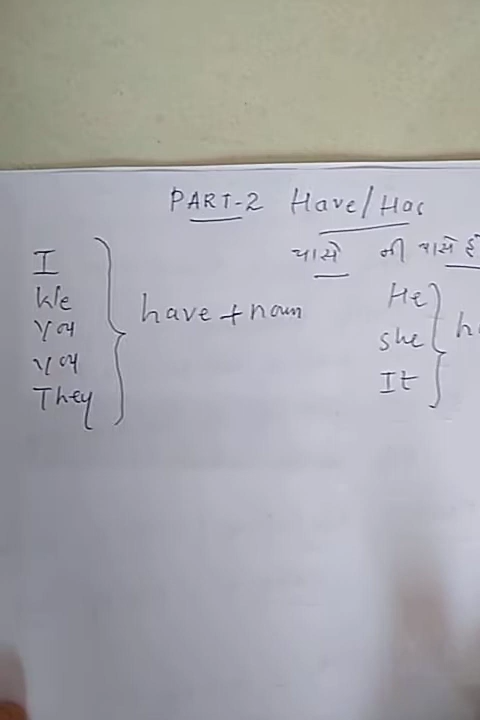 PART-2 Have/Has
पासे नी पासे है
I
We
You
You
They
have + noun
He
she
It